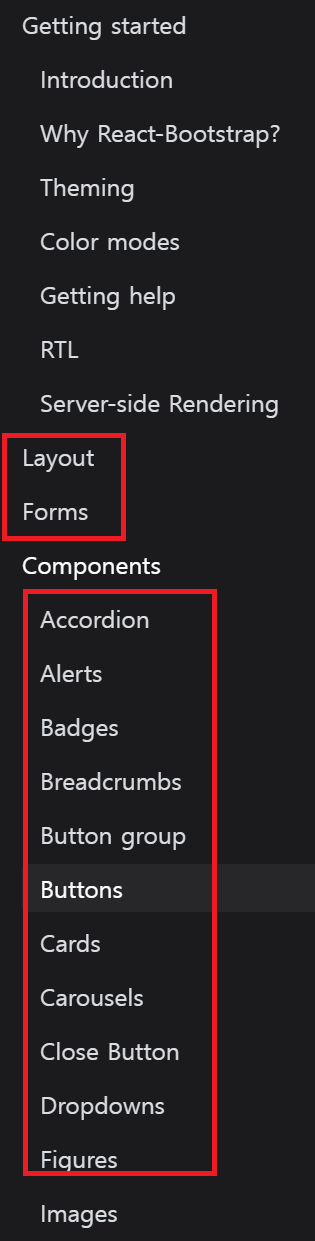 Getting started
Introduction
Why React-Bootstrap?
Theming
Color modes
Getting help
RTL
Server-side Rendering
Layout
Forms
Components
Accordion
Alerts
Badges
Breadcrumbs
Button group
Buttons
Cards
Carousels
Close Button
Dropdowns
Figures
Images